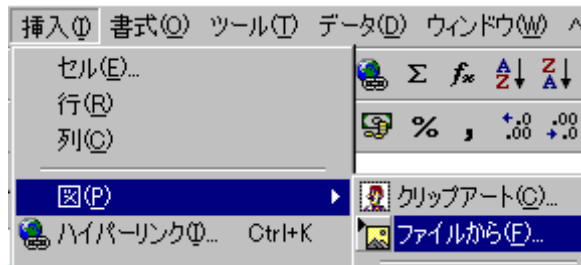 挿入(I) 書式(O) ツール(T) データ(D) ウィンドウ(W) ヘ
セル(E)...
行(R)
列(C)
図(P)
ハイパーリンク(I)... Ctrl+K
クリップアート(C)...
ファイルから(F)...